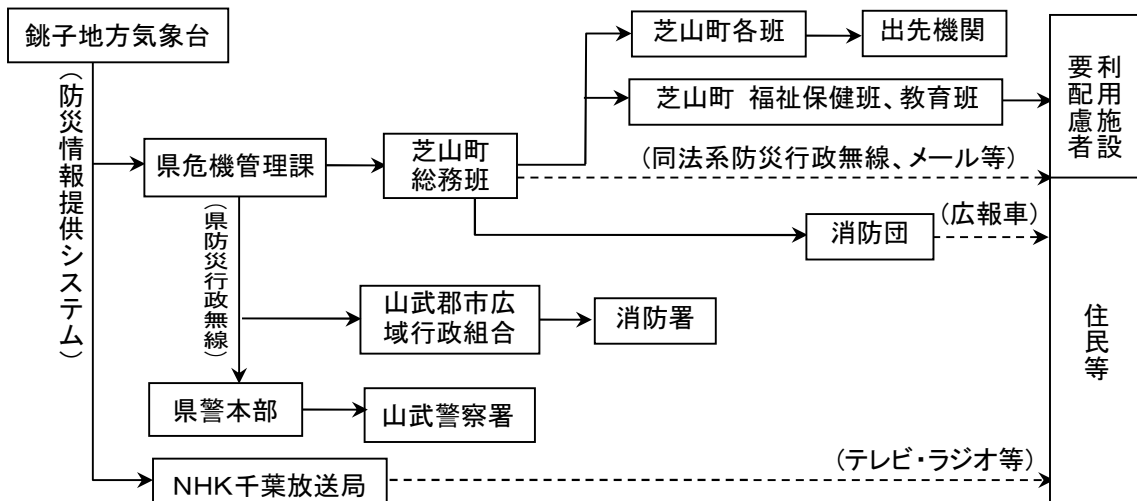 銚子地方気象台
(防災情報提供システム)
県危機管理課
(県防災行政無線)
芝山町
総務班
芝山町各班
出先機関
芝山町 福祉保健班、教育班
(同法系防災行政無線、メール等)
消防団
(広報車)
山武郡市広
域行政組合
消防署
県警本部
山武警察署
NHK千葉放送局
(テレビ・ラジオ等)
要配慮者
利用施設
住民等